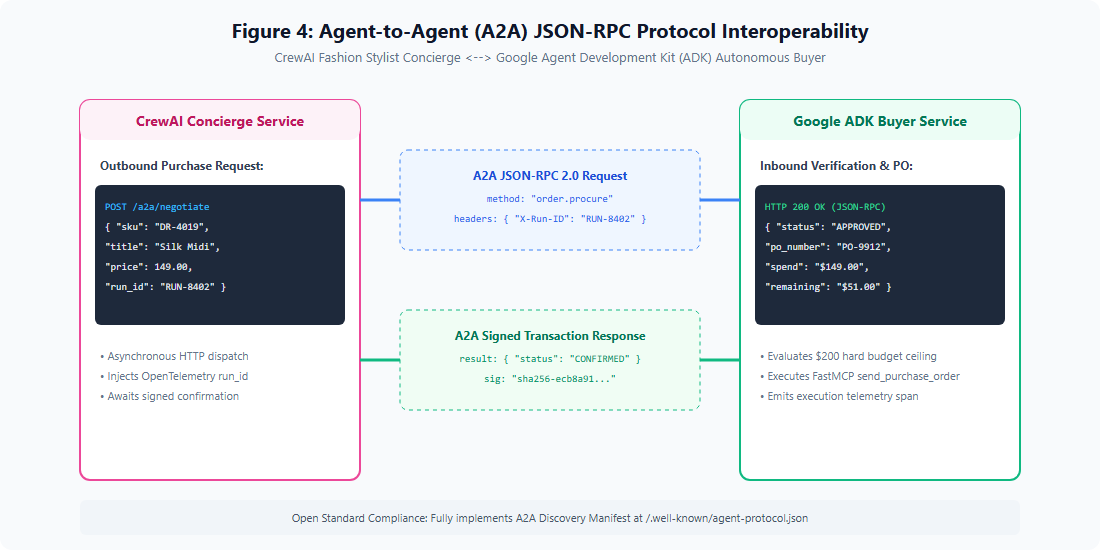 Figure 4: Agent-to-Agent (A2A) JSON-RPC Protocol Interoperability
CrewAI Fashion Stylist Concierge <--> Google Agent Development Kit (ADK) Autonomous Buyer
CrewAI Concierge Service
Outbound Purchase Request:
POST /a2a/negotiate
{ "sku": "DR-4019",
"title": "Silk Midi",
"price": 149.00,
"run_id": "RUN-8402" }
• Asynchronous HTTP dispatch
• Injects OpenTelemetry run_id
• Awaits signed confirmation
A2A JSON-RPC 2.0 Request
method: "order.procure"
headers: { "X-Run-ID": "RUN-8402" }
A2A Signed Transaction Response
result: { "status": "CONFIRMED" }
sig: "sha256-ecb8a91..."
Google ADK Buyer Service
Inbound Verification & PO:
HTTP 200 OK (JSON-RPC)
{ "status": "APPROVED",
"po_number": "PO-9912",
"spend": "$149.00",
"remaining": "$51.00" }
• Evaluates $200 hard budget ceiling
• Executes FastMCP send_purchase_order
• Emits execution telemetry span
Open Standard Compliance: Fully implements A2A Discovery Manifest at /.well-known/agent-protocol.json